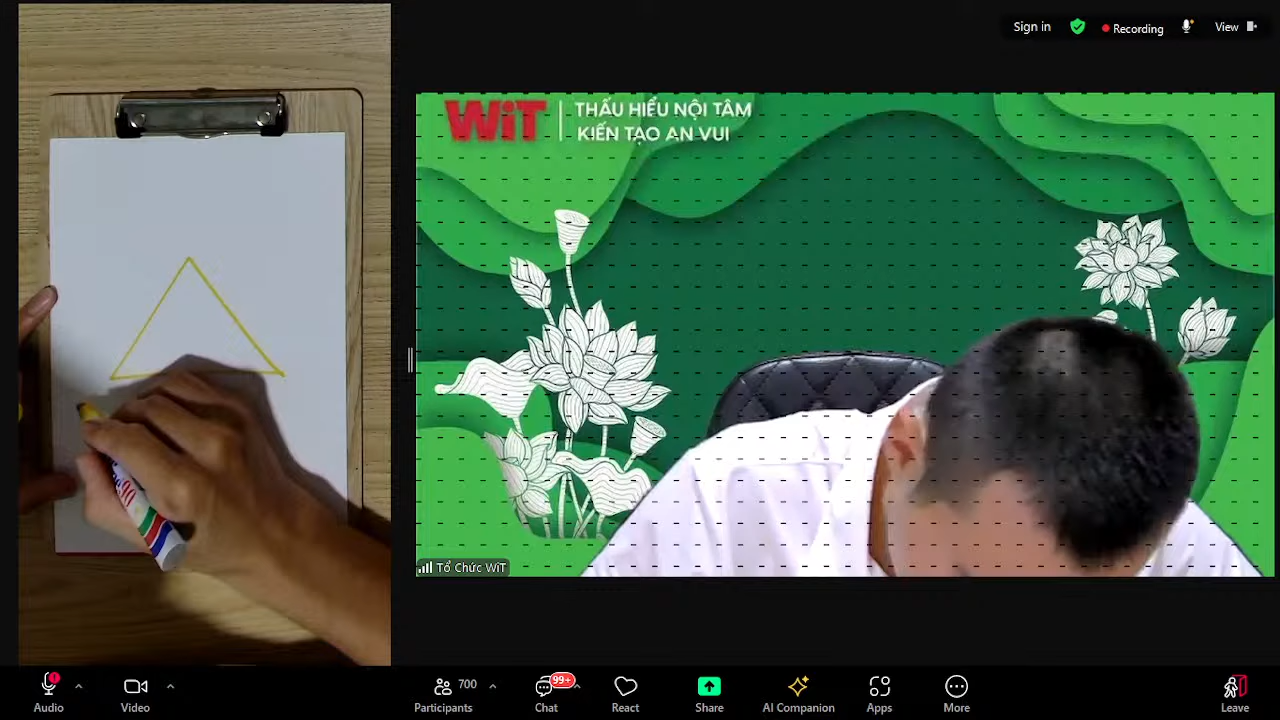 Sign in
Recording
View
WiT
THẤU HIỂU NỘI TÂM
KIẾN TẠO AN VUI
Tổ Chức WiT
Audio
Video
700
Participants
99+
Chat
React
Share
AI Companion
Apps
More
Leave